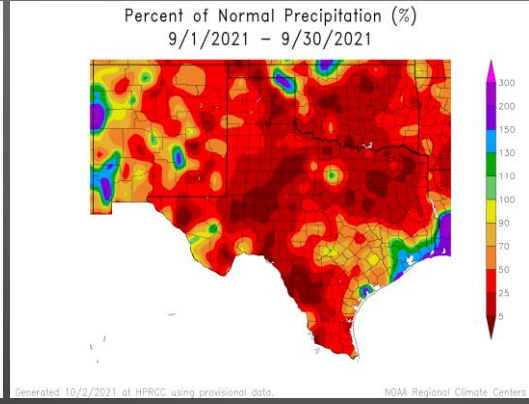 Percent of Normal Precipitation (%)
9/1/2021 – 9/30/2021
300
200
150
130
110
100
90
70
50
25
5
Generated 10/2/2021 at HPRCC using provisional data.
NOAA Regional Climate Centers